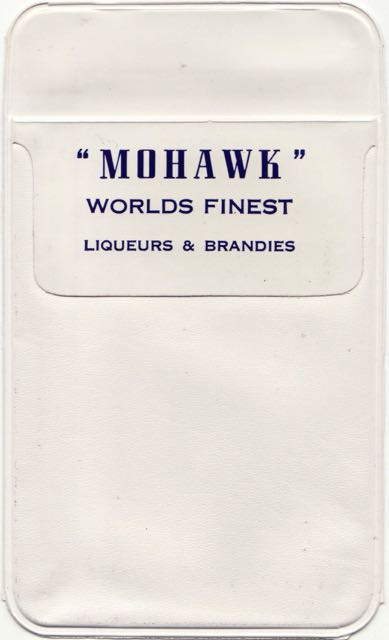 “MOHAWK”
WORLDS FINEST
LIQUEURS & BRANDIES